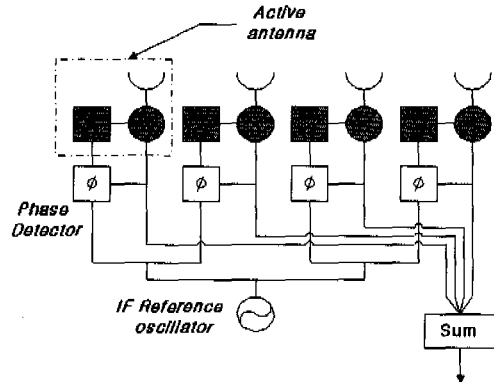 Active
antenna
ϕ
ϕ
ϕ
ϕ
Phase
Detector
IF Reference
oscillator
Sum